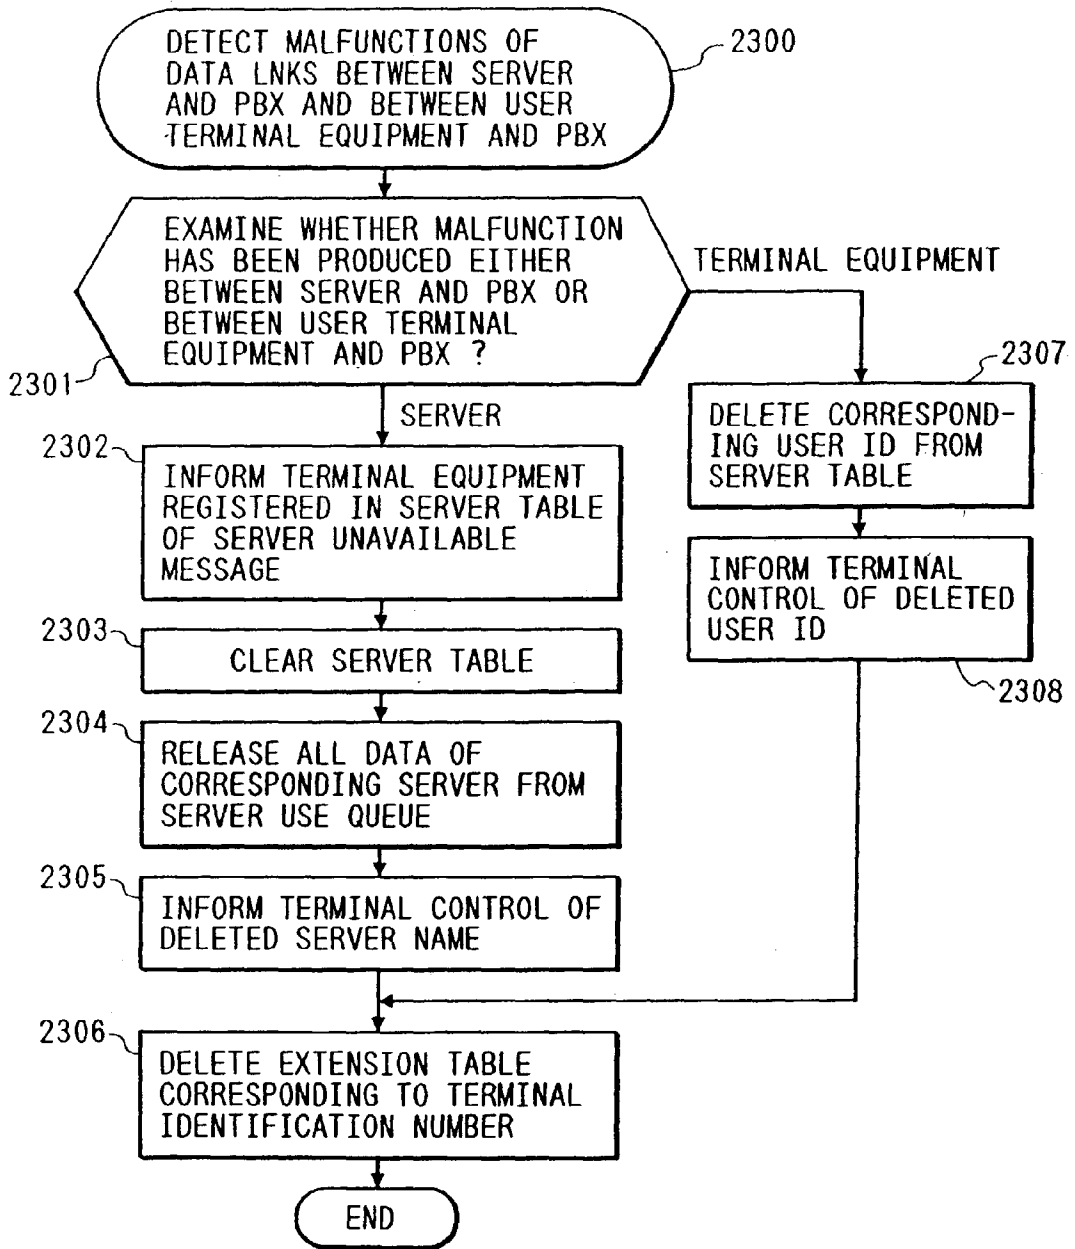 DETECT MALFUNCTIONS OF
DATA LNKS BETWEEN SERVER
AND PBX AND BETWEEN USER
TERMINAL EQUIPMENT AND PBX
2300
EXAMINE WHETHER MALFUNCTION
HAS BEEN PRODUCED EITHER
BETWEEN SERVER AND PBX OR
BETWEEN USER TERMINAL
EQUIPMENT AND PBX ?
2301
TERMINAL EQUIPMENT
SERVER
2302
INFORM TERMINAL EQUIPMENT
REGISTERED IN SERVER TABLE
OF SERVER UNAVAILABLE
MESSAGE
2303
CLEAR SERVER TABLE
2304
RELEASE ALL DATA OF
CORRESPONDING SERVER FROM
SERVER USE QUEUE
2305
INFORM TERMINAL CONTROL OF
DELETED SERVER NAME
2307
DELETE CORRESPOND-
ING USER ID FROM
SERVER TABLE
INFORM TERMINAL
CONTROL OF DELETED
USER ID
2308
2306
DELETE EXTENSION TABLE
CORRESPONDING TO TERMINAL
IDENTIFICATION NUMBER
END